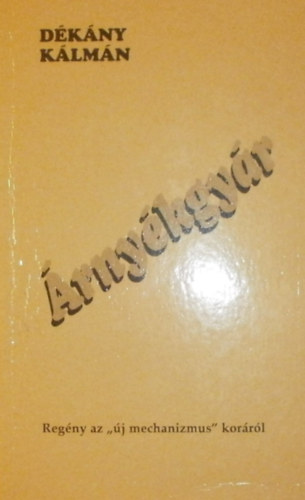 DÉKÁNY
KÁLMÁN
Árnyékgyár
Regény az „új mechanizmus" koráról